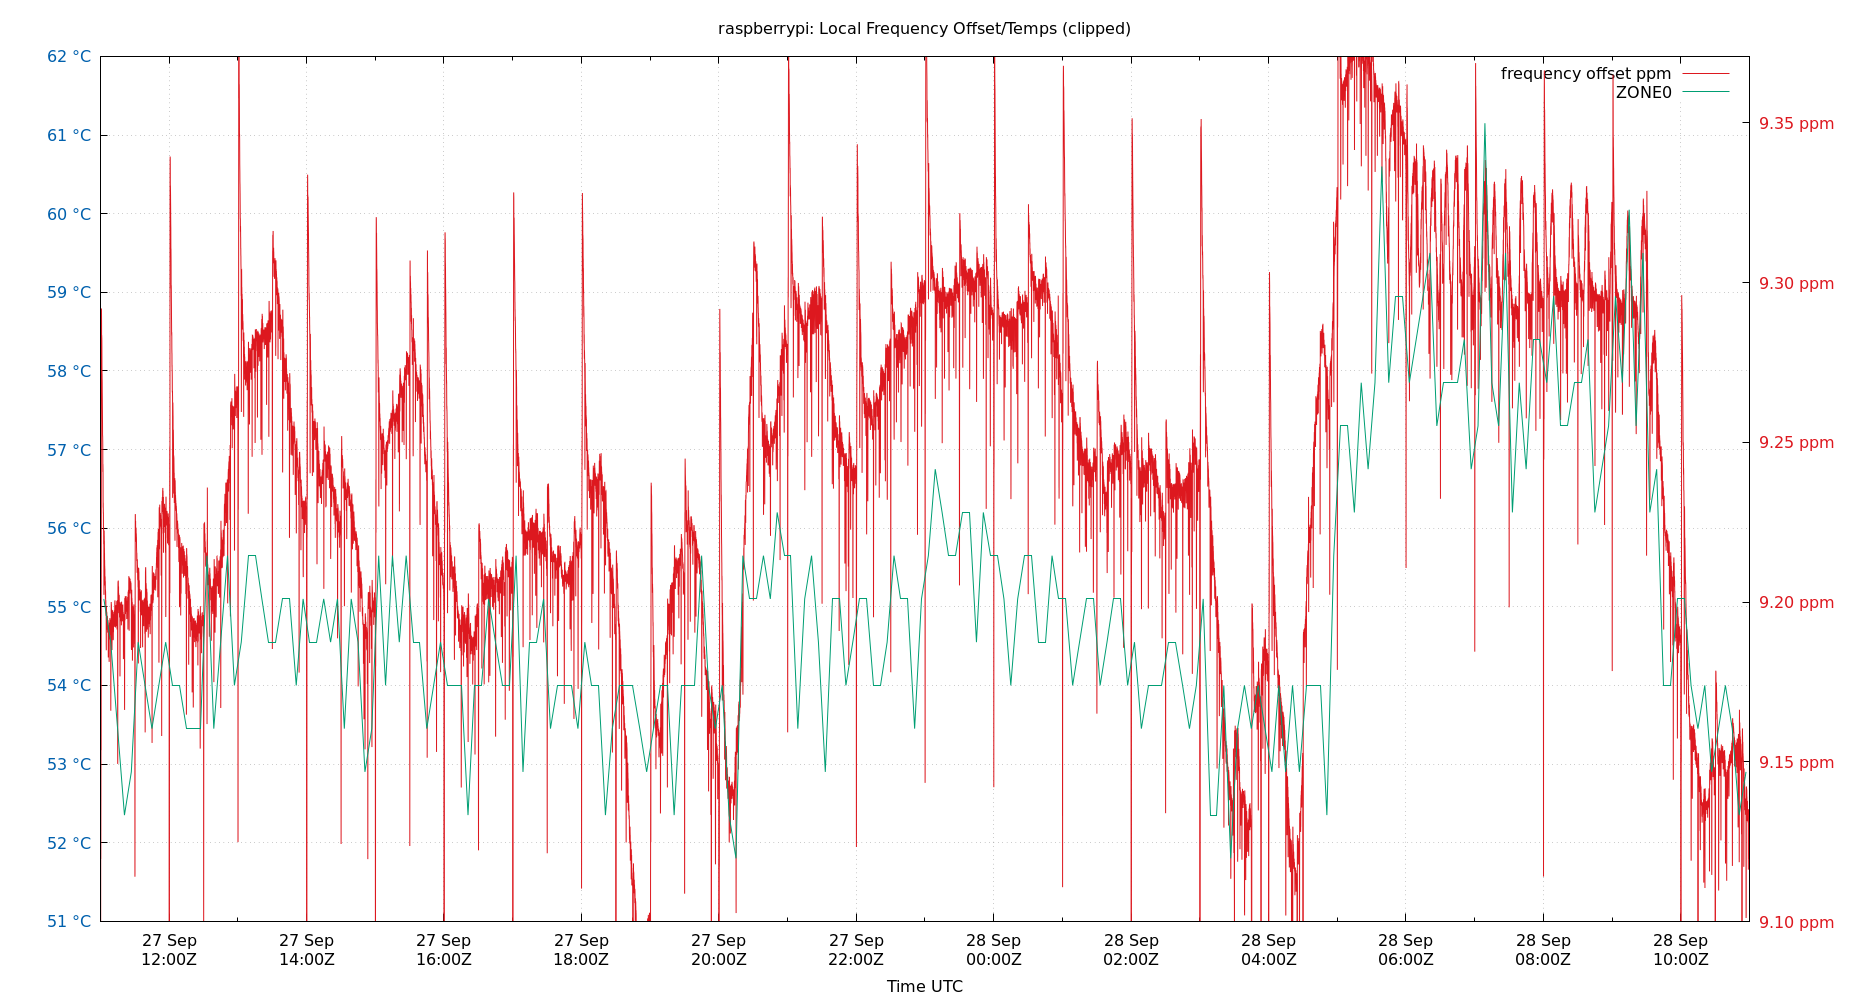 raspberrypi: Local Frequency Offset/Temps (clipped)
62 °C
61 °C
60 °C
59 °C
58 °C
57 °C
56 °C
55 °C
54 °C
53 °C
52 °C
51 °C
frequency offset ppm
ZONE0
9.35 ppm
9.30 ppm
9.25 ppm
9.20 ppm
9.15 ppm
9.10 ppm
27 Sep
12:00Z
27 Sep
14:00Z
27 Sep
16:00Z
27 Sep
18:00Z
27 Sep
20:00Z
27 Sep
22:00Z
28 Sep
00:00Z
28 Sep
02:00Z
28 Sep
04:00Z
28 Sep
06:00Z
28 Sep
08:00Z
28 Sep
10:00Z
Time UTC